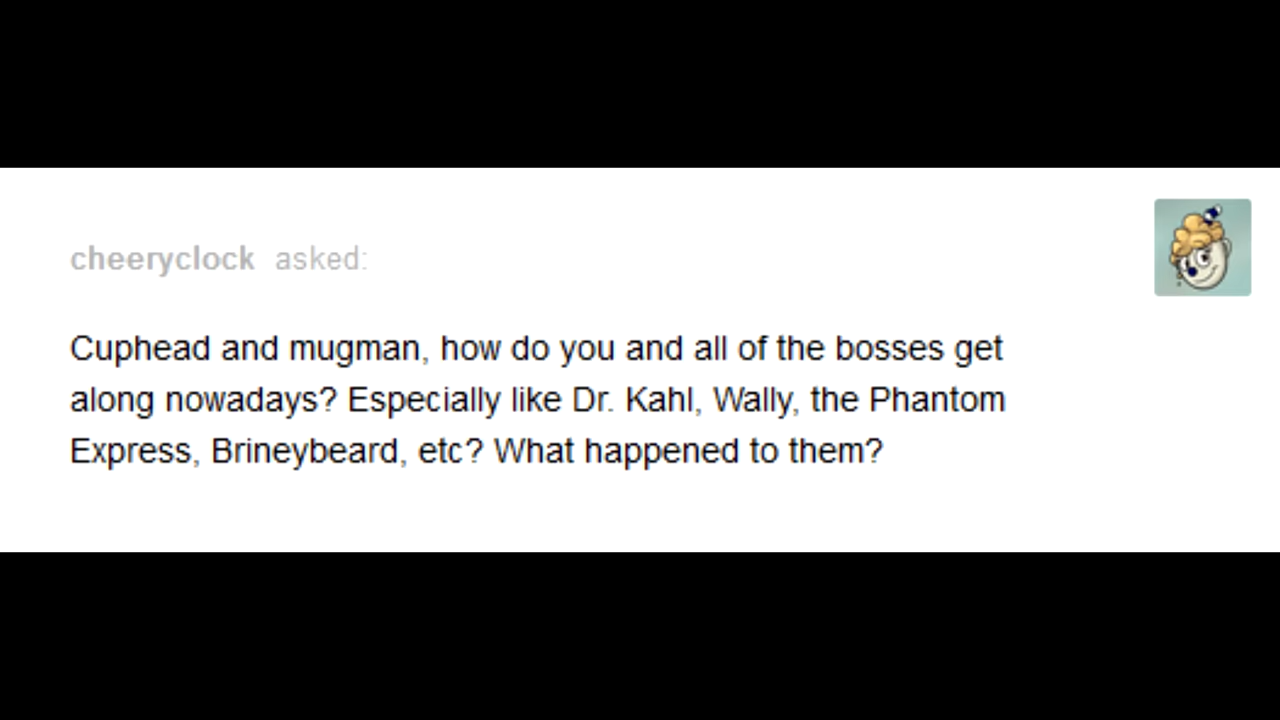 cheeryclock asked:
Cuphead and mugman, how do you and all of the bosses get
along nowadays? Especially like Dr. Kahl, Wally, the Phantom
Express, Brineybeard, etc? What happened to them?